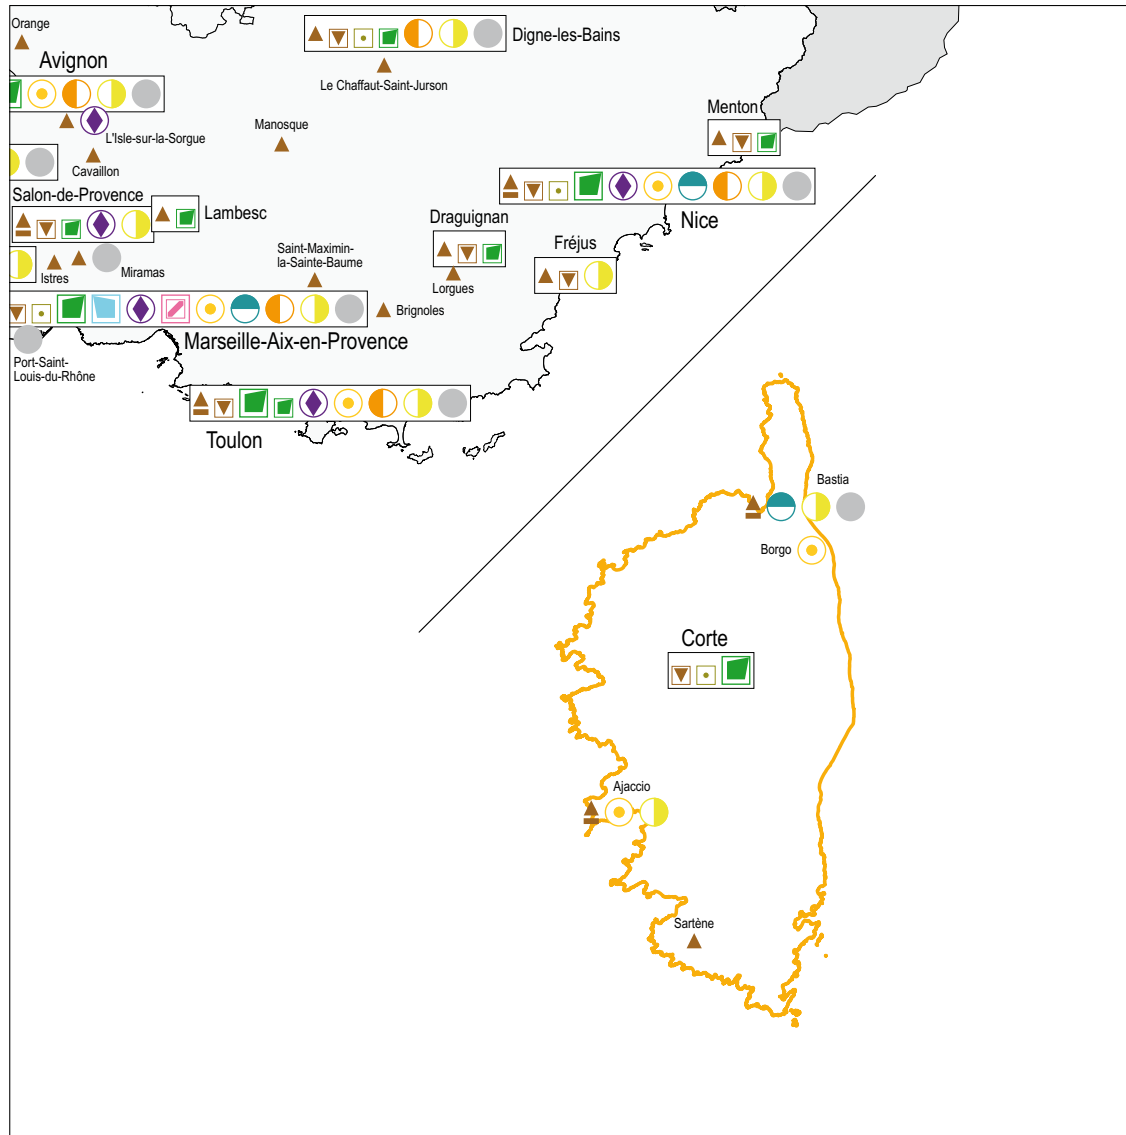 Orange
Digne-les-Bains
Avignon
Le Chaffaut-Saint-Jurson
Menton
Manosque
L'Isle-sur-la-Sorgue
Cavaillon
Salon-de-Provence
Lambesc
Draguignan
Nice
Fréjus
Saint-Maximin-
la-Sainte-Baume
Istres
Miramas
Lorgues
Brignoles
Marseille-Aix-en-Provence
Port-Saint-
Louis-du-Rhône
Toulon
Bastia
Borgo
Corte
Ajaccio
Sartène